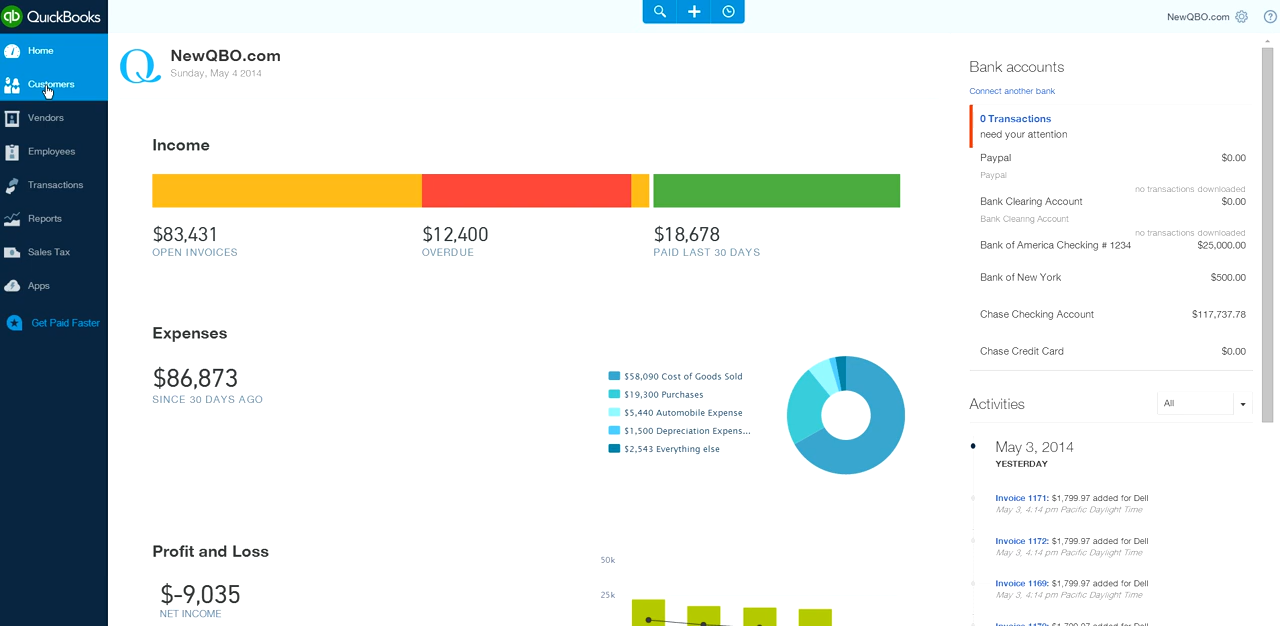 QuickBooks
NewQBO.com
Home
Customers
Vendors
Employees
Transactions
Reports
Sales Tax
Apps
Get Paid Faster
NewQBO.com
Sunday, May 4 2014
Income
$83,431
OPEN INVOICES
$12,400
OVERDUE
$18,678
PAID LAST 30 DAYS
Expenses
$86,873
SINCE 30 DAYS AGO
$58,090 Cost of Goods Sold
$19,300 Purchases
$5,440 Automobile Expense
$1,500 Depreciation Expens...
$2,543 Everything else
Profit and Loss
$-9,035
NET INCOME
50k
25k
Bank accounts
Connect another bank
0 Transactions
need your attention
Paypal $0.00
Paypal
no transactions downloaded
Bank Clearing Account $0.00
Bank Clearing Account
no transactions downloaded
Bank of America Checking # 1234 $25,000.00
Bank of New York $500.00
Chase Checking Account $117,737.78
Chase Credit Card $0.00
Activities
All
May 3, 2014
YESTERDAY
Invoice 1171: $1,799.97 added for Dell
May 3, 4:14 pm Pacific Daylight Time
Invoice 1172: $1,799.97 added for Dell
May 3, 4:14 pm Pacific Daylight Time
Invoice 1169: $1,799.97 added for Dell
May 3, 4:14 pm Pacific Daylight Time